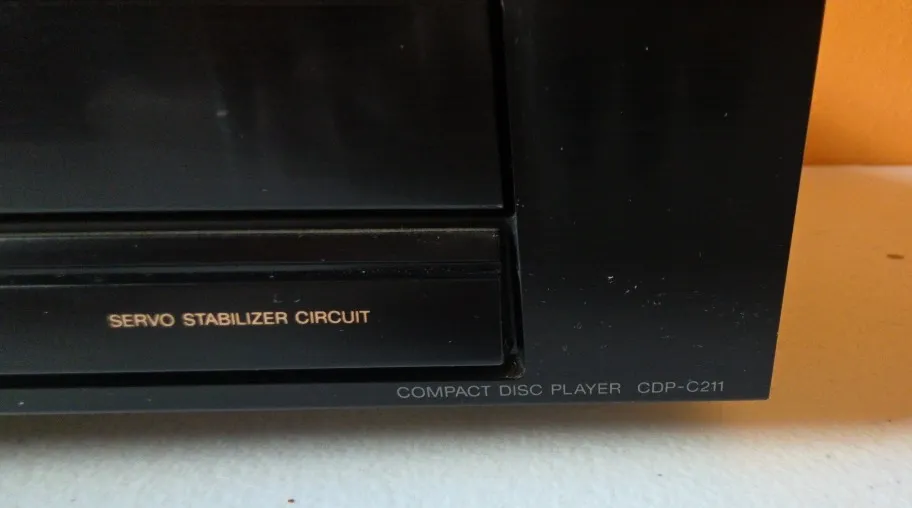 SERVO STABILIZER CIRCUIT
COMPACT DISC PLAYER CDP-C211